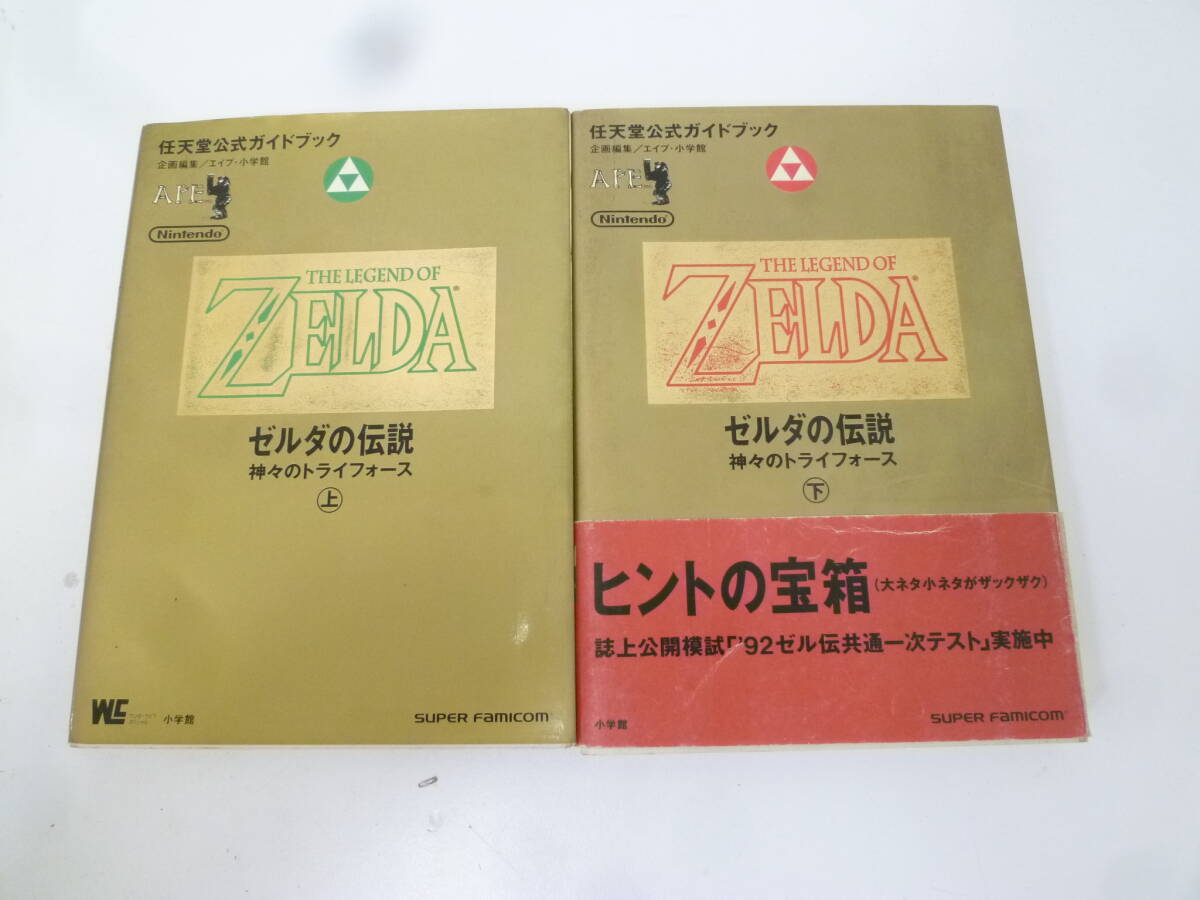 任天堂公式ガイドブック
企画編集/エイプ・小学館
APE
Nintendo
THE LEGEND OF
ZELDA
ゼルダの伝説
神々のトライフォース
上
小学館
SUPER FAMICOM
任天堂公式ガイドブック
企画編集/エイプ・小学館
APE
Nintendo
THE LEGEND OF
ZELDA
ゼルダの伝説
神々のトライフォース
下
ヒントの宝箱(大ネタ小ネタがザックザク)
誌上公開模試「'92ゼル伝共通一次テスト」実施中
小学館
SUPER FAMICOM